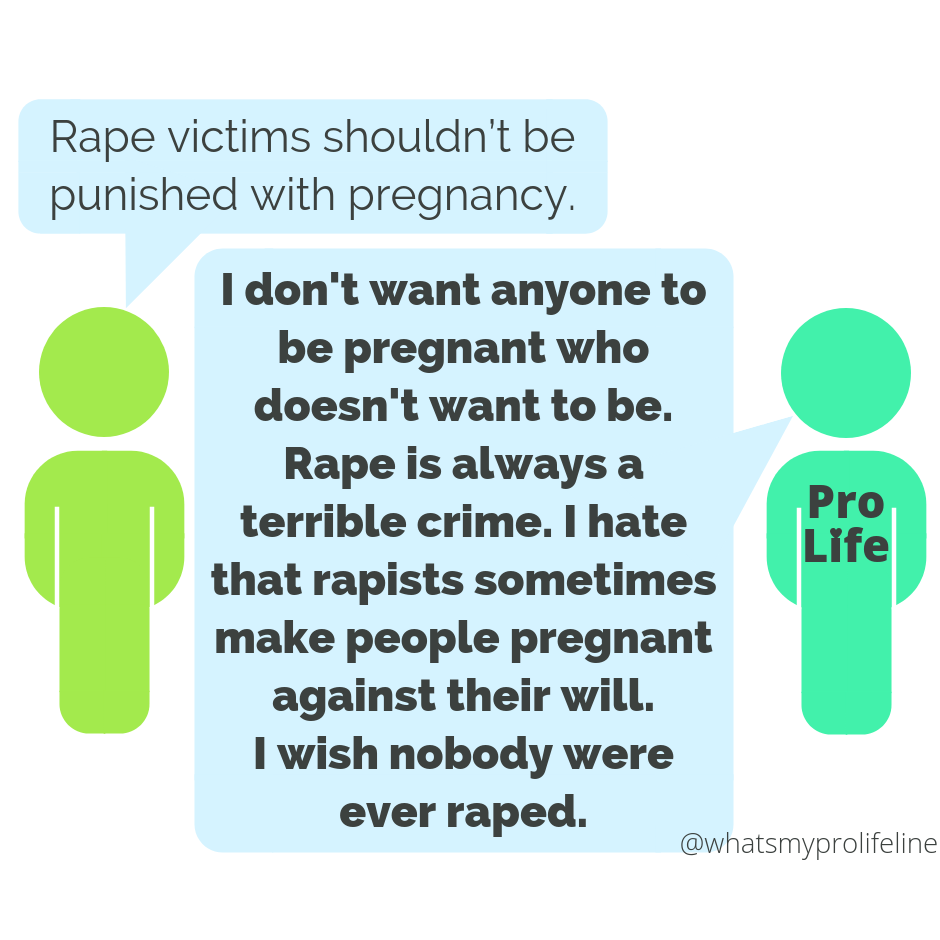 Rape victims shouldn’t be
punished with pregnancy.
I don't want anyone to
be pregnant who
doesn't want to be.
Rape is always a
terrible crime. I hate
that rapists sometimes
make people pregnant
against their will.
I wish nobody were
ever raped.
Pro
Life
@whatsmyprolifeline